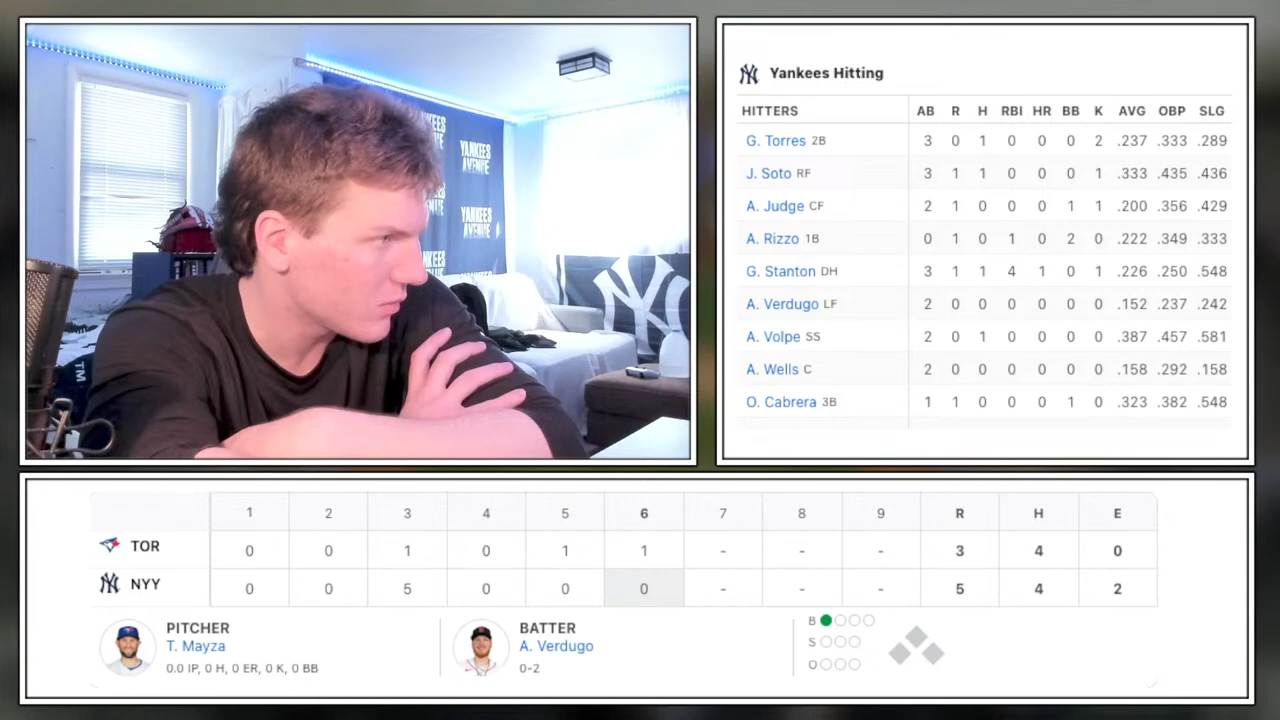 YANKEES
AVENUE
YANKEES
AVENUE
Yankees Hitting
HITTERS AB R H RBI HR BB K AVG OBP SLG
G. Torres 2B 3 0 1 0 0 0 2 .237 .333 .289
J. Soto RF 3 1 1 0 0 0 1 .333 .435 .436
A. Judge CF 2 1 0 0 0 1 1 .200 .356 .429
A. Rizzo 1B 0 1 0 1 0 2 0 .222 .349 .333
G. Stanton DH 3 1 1 4 1 0 1 .226 .250 .548
A. Verdugo LF 2 0 0 0 0 0 0 .152 .237 .242
A. Volpe SS 2 0 1 0 0 0 0 .387 .457 .581
A. Wells C 2 0 0 0 0 0 0 .158 .292 .158
O. Cabrera 3B 1 1 0 0 0 1 0 .323 .382 .548
1 2 3 4 5 6 7 8 9 R H E
TOR 0 0 1 0 1 1 - - - 3 4 0
NYY 0 0 5 0 0 0 - - - 5 4 2
PITCHER
T. Mayza
0.0 IP, 0 H, 0 ER, 0 K, 0 BB
BATTER
A. Verdugo
0-2
B
S
O